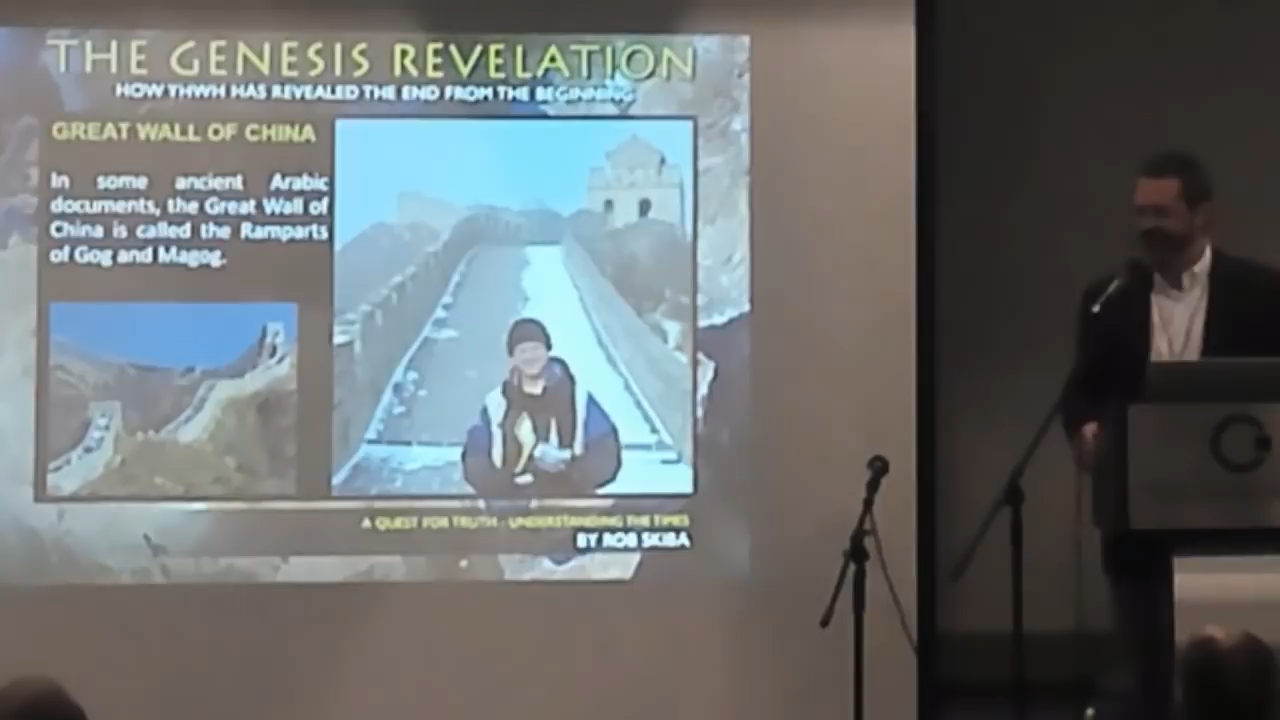 THE GENESIS REVELATION
HOW YHWH HAS REVEALED THE END FROM THE BEGINNING
GREAT WALL OF CHINA
In some ancient Arabic
documents, the Great Wall of
China is called the Ramparts
of Gog and Magog.
A QUEST FOR TRUTH - UNDERSTANDING THE TIMES
BY ROB SKIBA